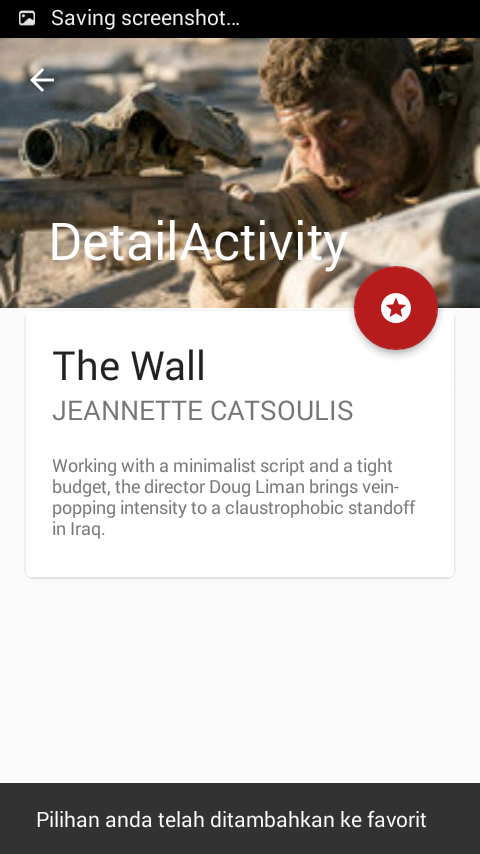 Saving screenshot...
DetailActivity
The Wall
JEANNETTE CATSOULIS
Working with a minimalist script and a tight
budget, the director Doug Liman brings vein-
popping intensity to a claustrophobic standoff
in Iraq.
Pilihan anda telah ditambahkan ke favorit